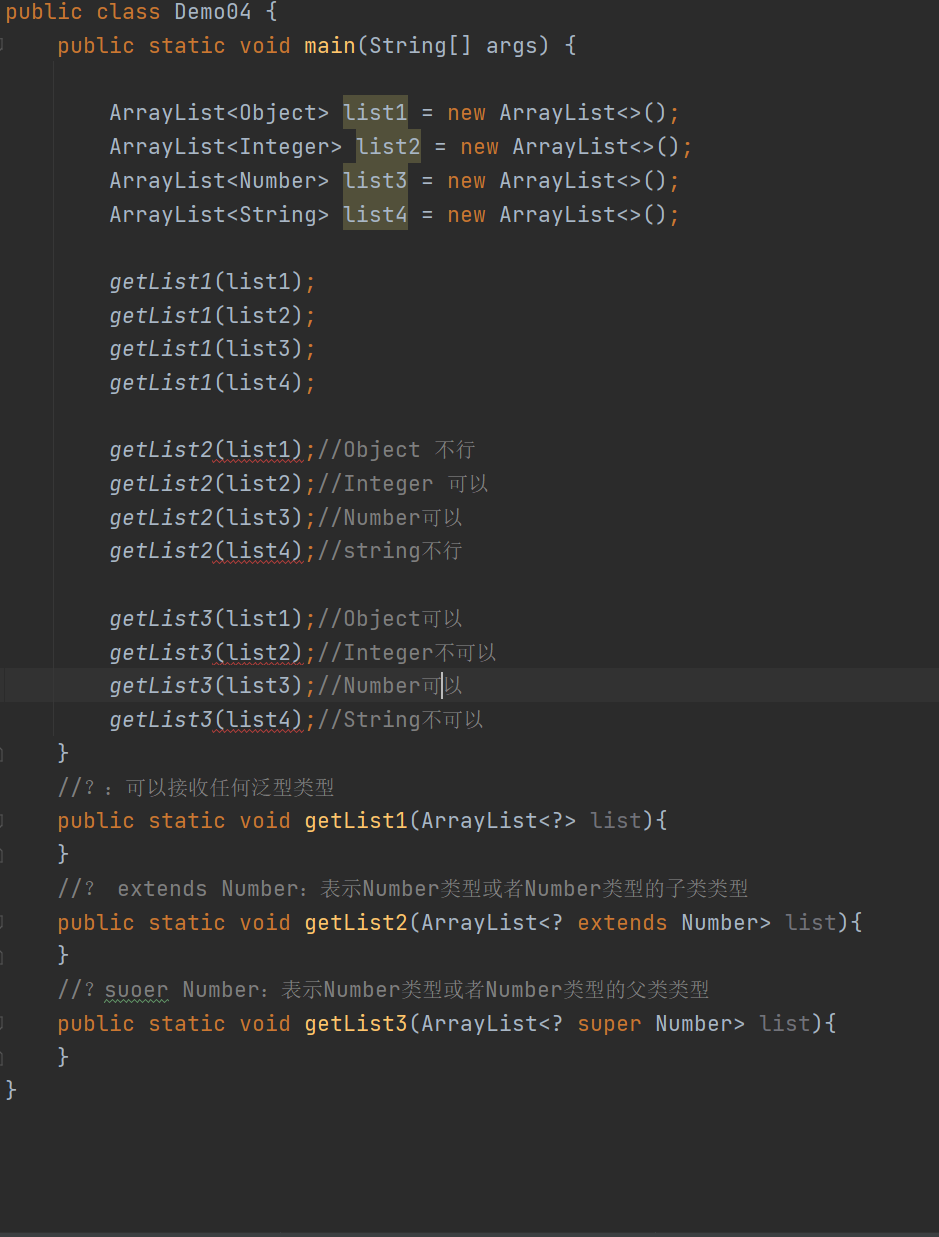 public class Demo04 {
public static void main(String[] args) {
ArrayList<Object> list1 = new ArrayList<>();
ArrayList<Integer> list2 = new ArrayList<>();
ArrayList<Number> list3 = new ArrayList<>();
ArrayList<String> list4 = new ArrayList<>();
getList1(list1);
getList1(list2);
getList1(list3);
getList1(list4);
getList2(list1);//Object 不行
getList2(list2);//Integer 可以
getList2(list3);//Number可以
getList2(list4);//string不行
getList3(list1);//Object可以
getList3(list2);//Integer不可以
getList3(list3);//Number可以
getList3(list4);//String不可以
}
//？：可以接收任何泛型类型
public static void getList1(ArrayList<?> list){
}
//？ extends Number：表示Number类型或者Number类型的子类类型
public static void getList2(ArrayList<? extends Number> list){
}
//？suoer Number：表示Number类型或者Number类型的父类类型
public static void getList3(ArrayList<? super Number> list){
}
}